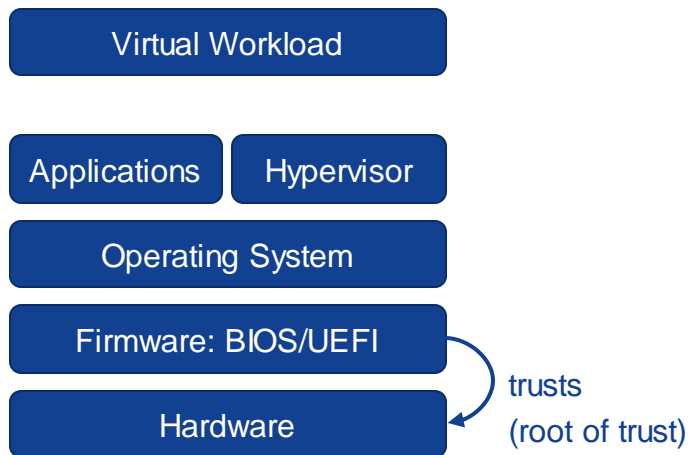 Virtual Workload
Applications
Hypervisor
Operating System
Firmware: BIOS/UEFI
Hardware
trusts
(root of trust)